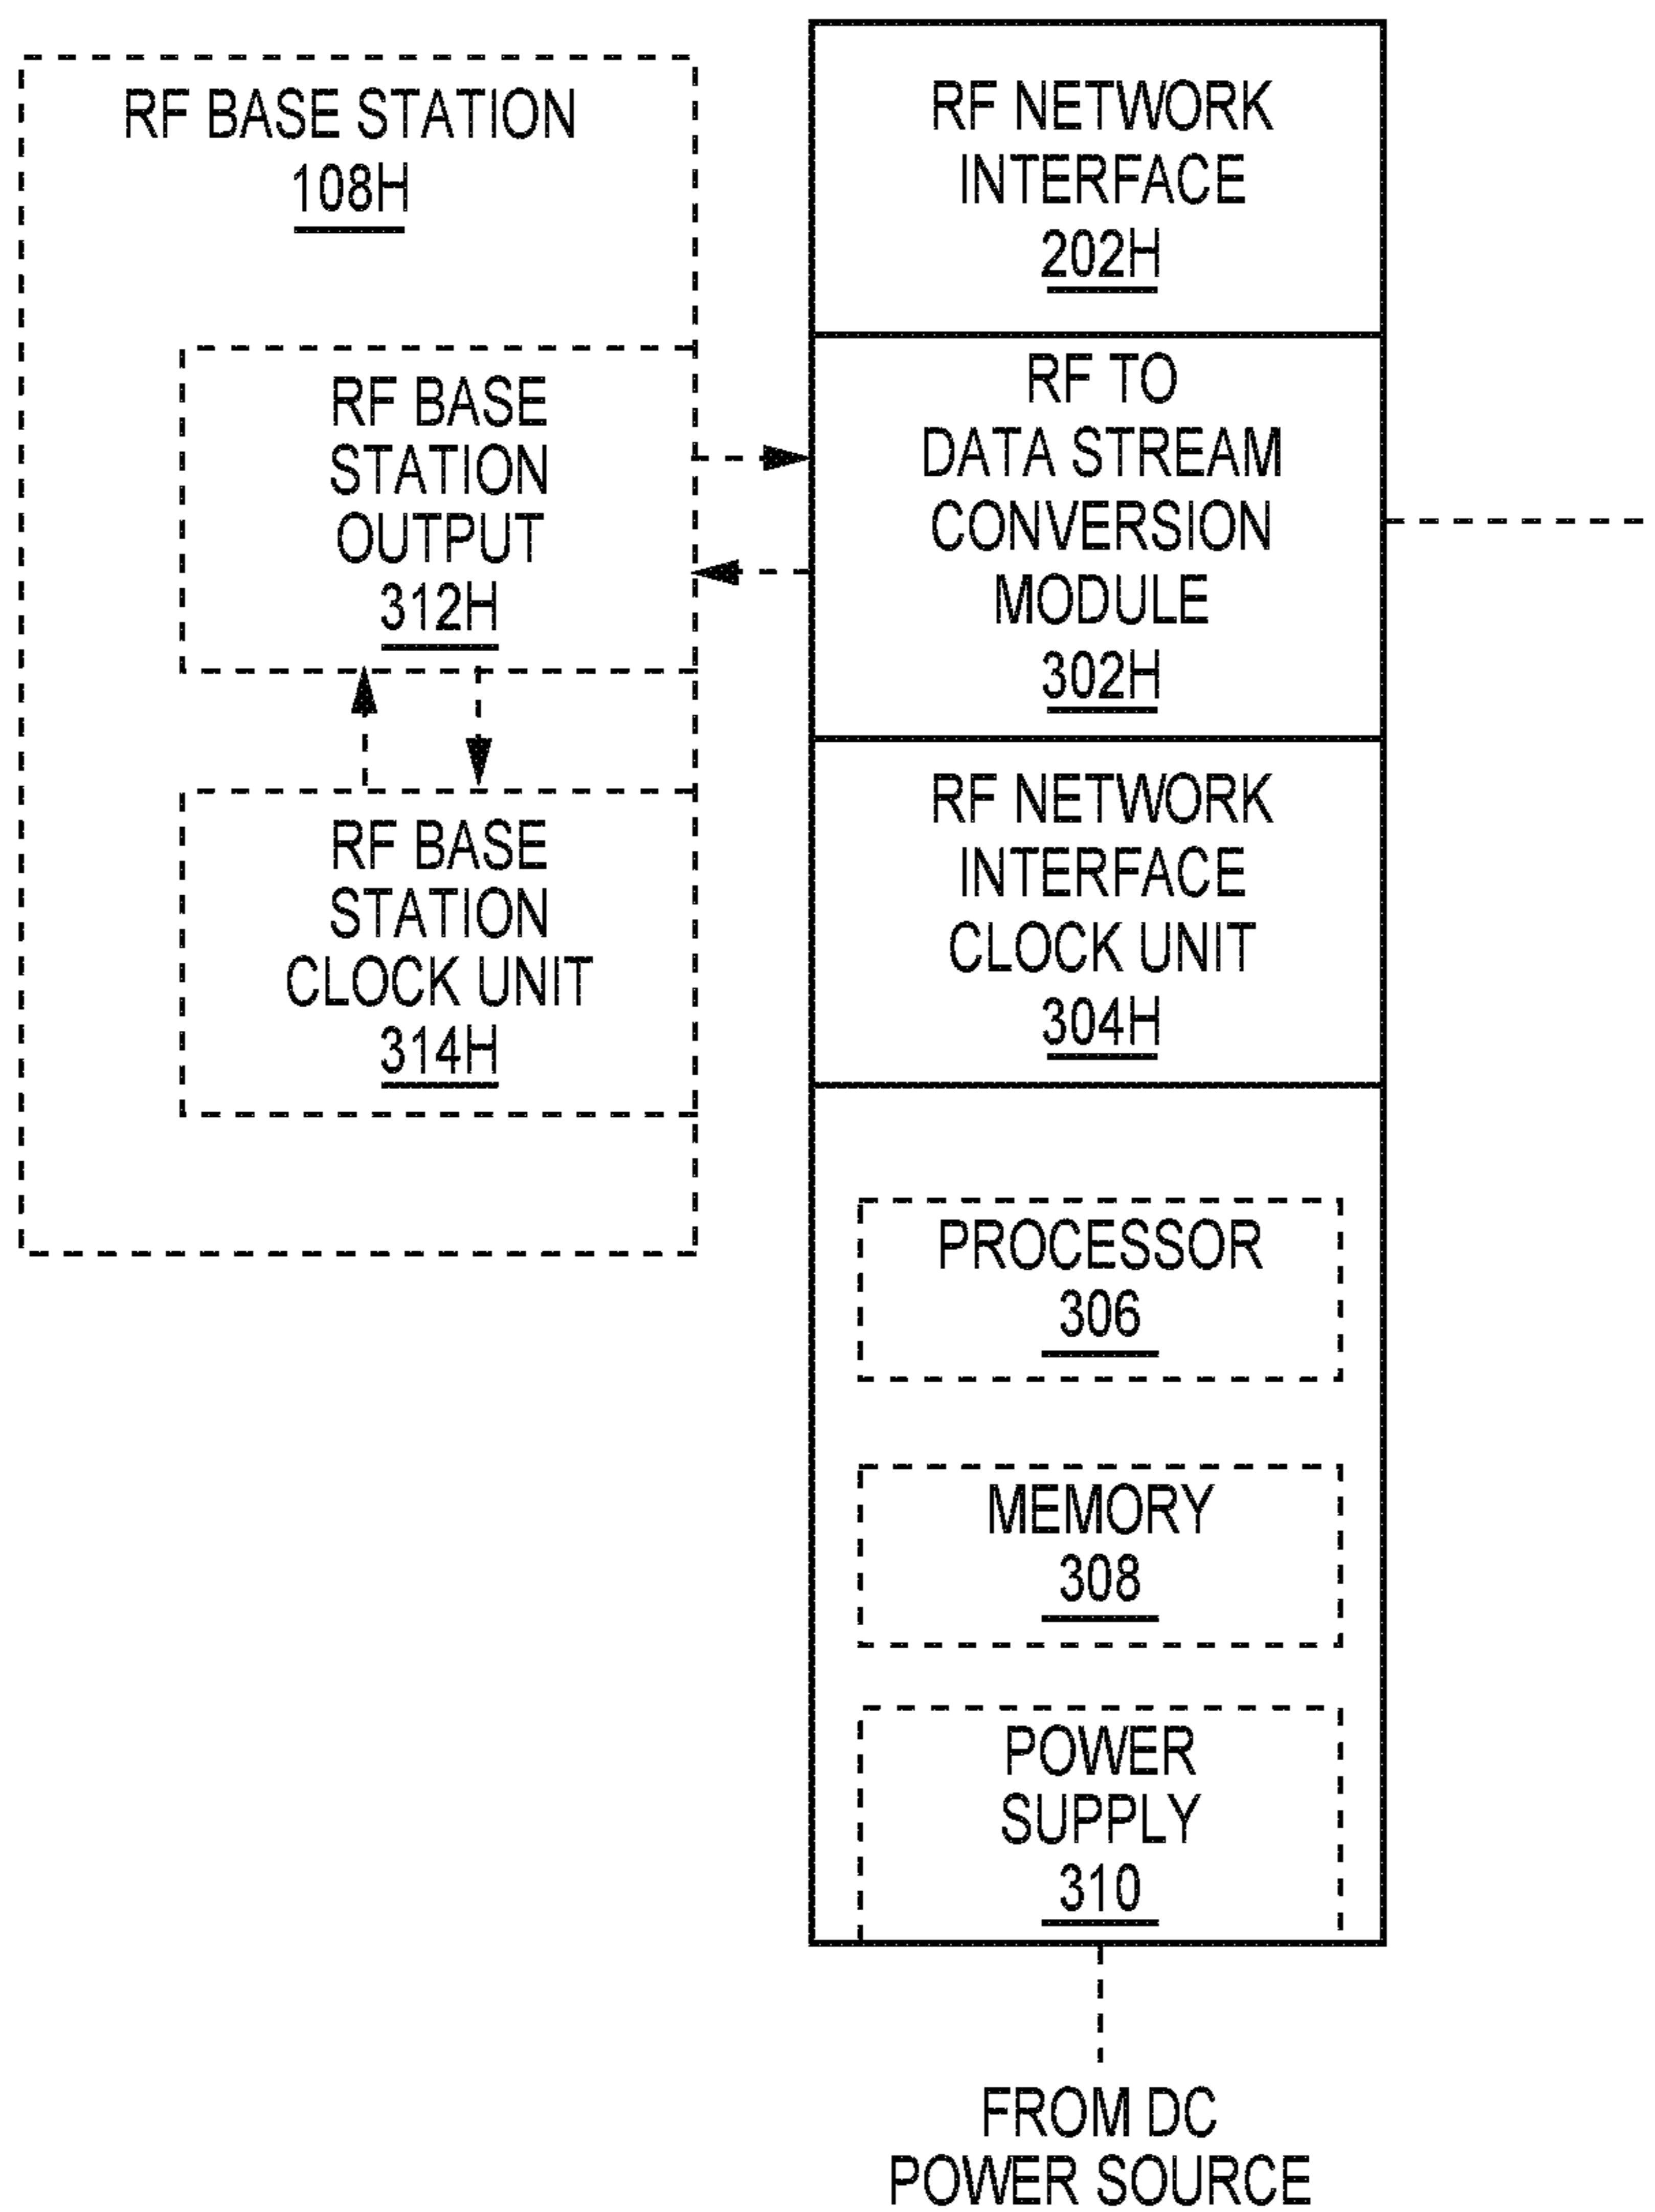 RF BASE STATION
108H
RF BASE
STATION
OUTPUT
312H
RF BASE
STATION
CLOCK UNIT
314H
RF NETWORK
INTERFACE
202H
RF TO
DATA STREAM
CONVERSION
MODULE
302H
RF NETWORK
INTERFACE
CLOCK UNIT
304H
PROCESSOR
306
MEMORY
308
POWER
SUPPLY
310
FROM DC
POWER SOURCE